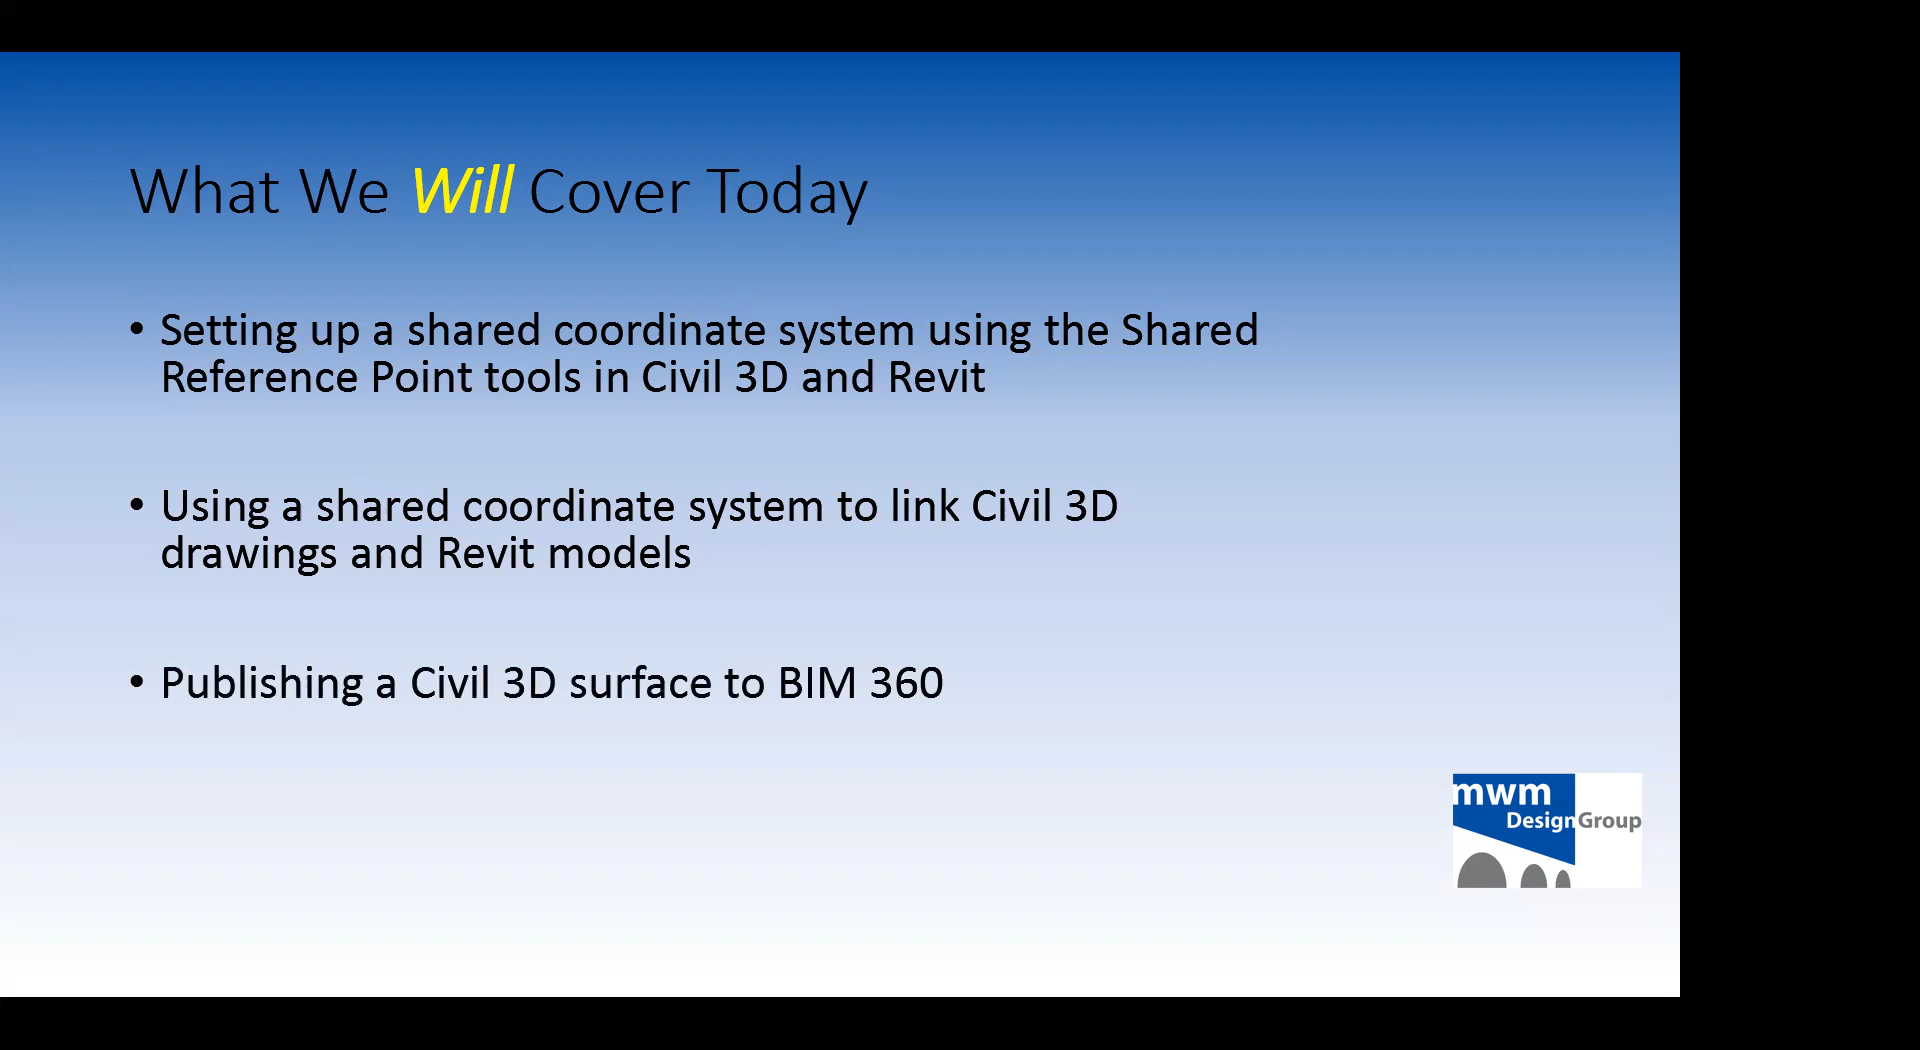 What We Will Cover Today
• Setting up a shared coordinate system using the Shared
Reference Point tools in Civil 3D and Revit
• Using a shared coordinate system to link Civil 3D
drawings and Revit models
• Publishing a Civil 3D surface to BIM 360
mwm
DesignGroup